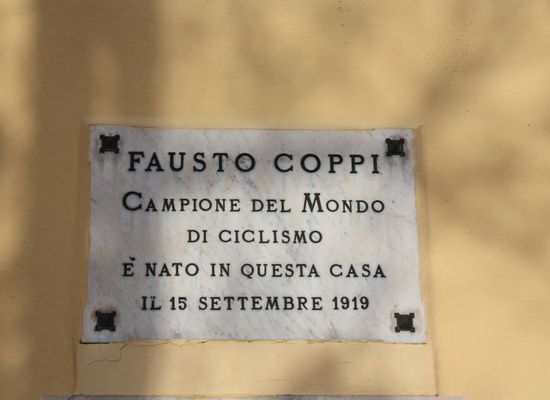 FAUSTO COPPI
CAMPIONE DEL MONDO
DI CICLISMO
È NATO IN QUESTA CASA
IL 15 SETTEMBRE 1919